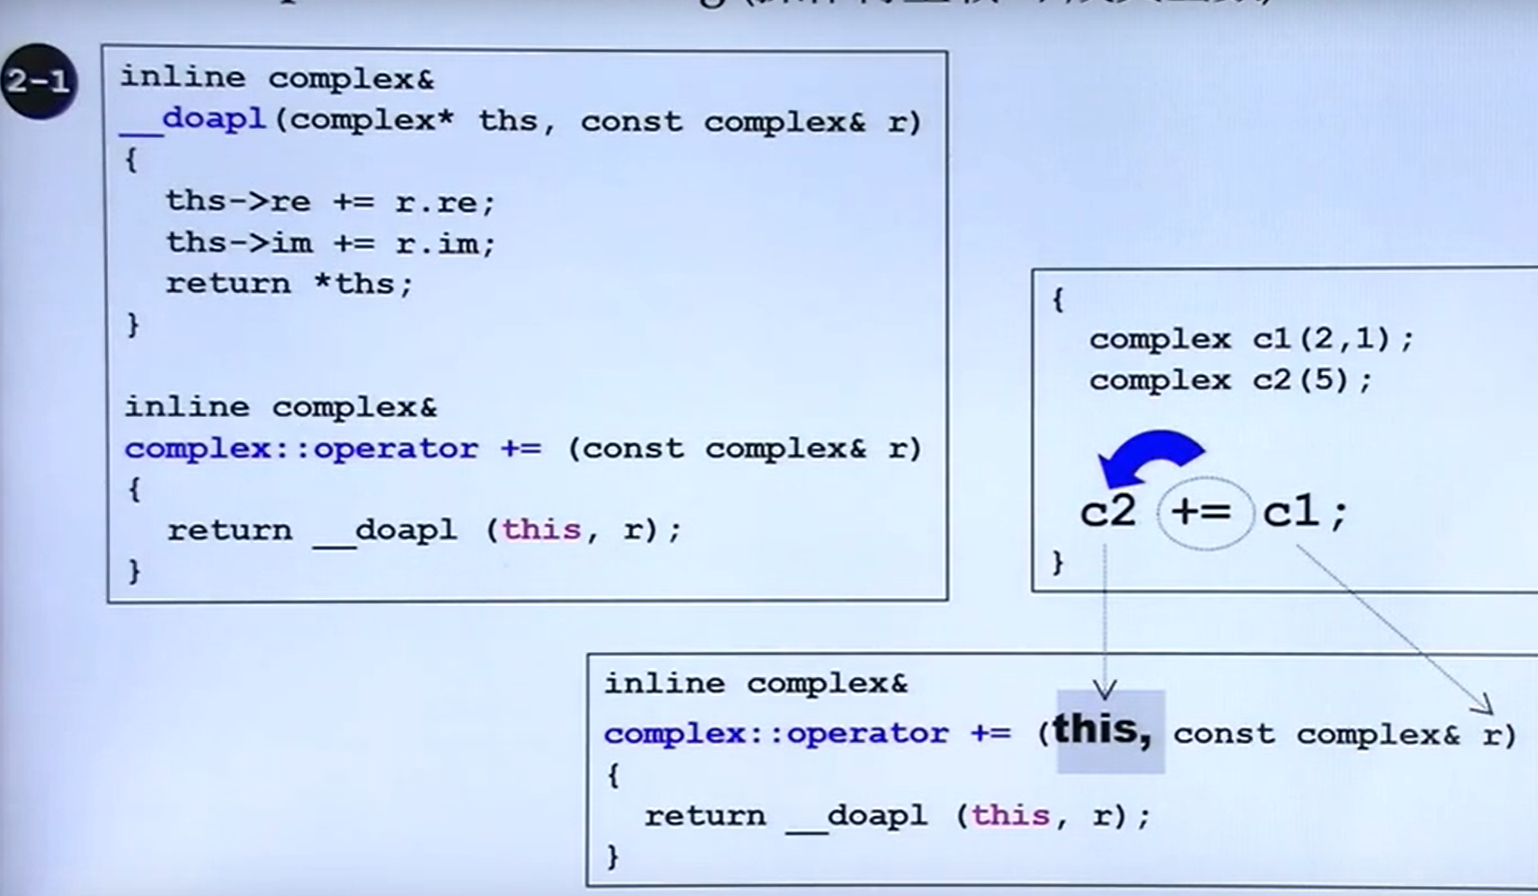 2-1
inline complex&
__doapl(complex* ths, const complex& r)
{
ths->re += r.re;
ths->im += r.im;
return *ths;
}
inline complex&
complex::operator += (const complex& r)
{
return __doapl (this, r);
}
{
complex c1(2,1);
complex c2(5);
c2 += c1;
}
inline complex&
complex::operator += (this, const complex& r)
{
return __doapl (this, r);
}